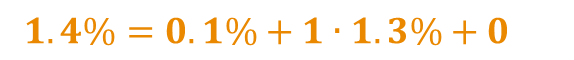 1.4% = 0.1% + 1 · 1.3% + 0